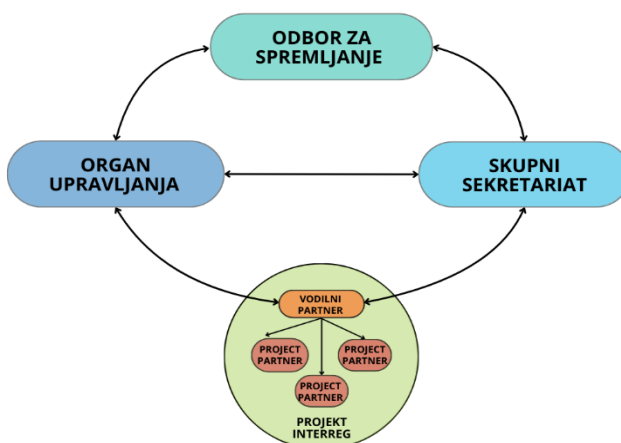 ODBOR ZA
SPREMLJANJE
ORGAN
UPRAVLJANJA
SKUPNI
SEKRETARIAT
VODILNI
PARTNER
PROJECT
PARTNER
PROJECT
PARTNER
PROJECT
PARTNER
PROJEKT
INTERREG